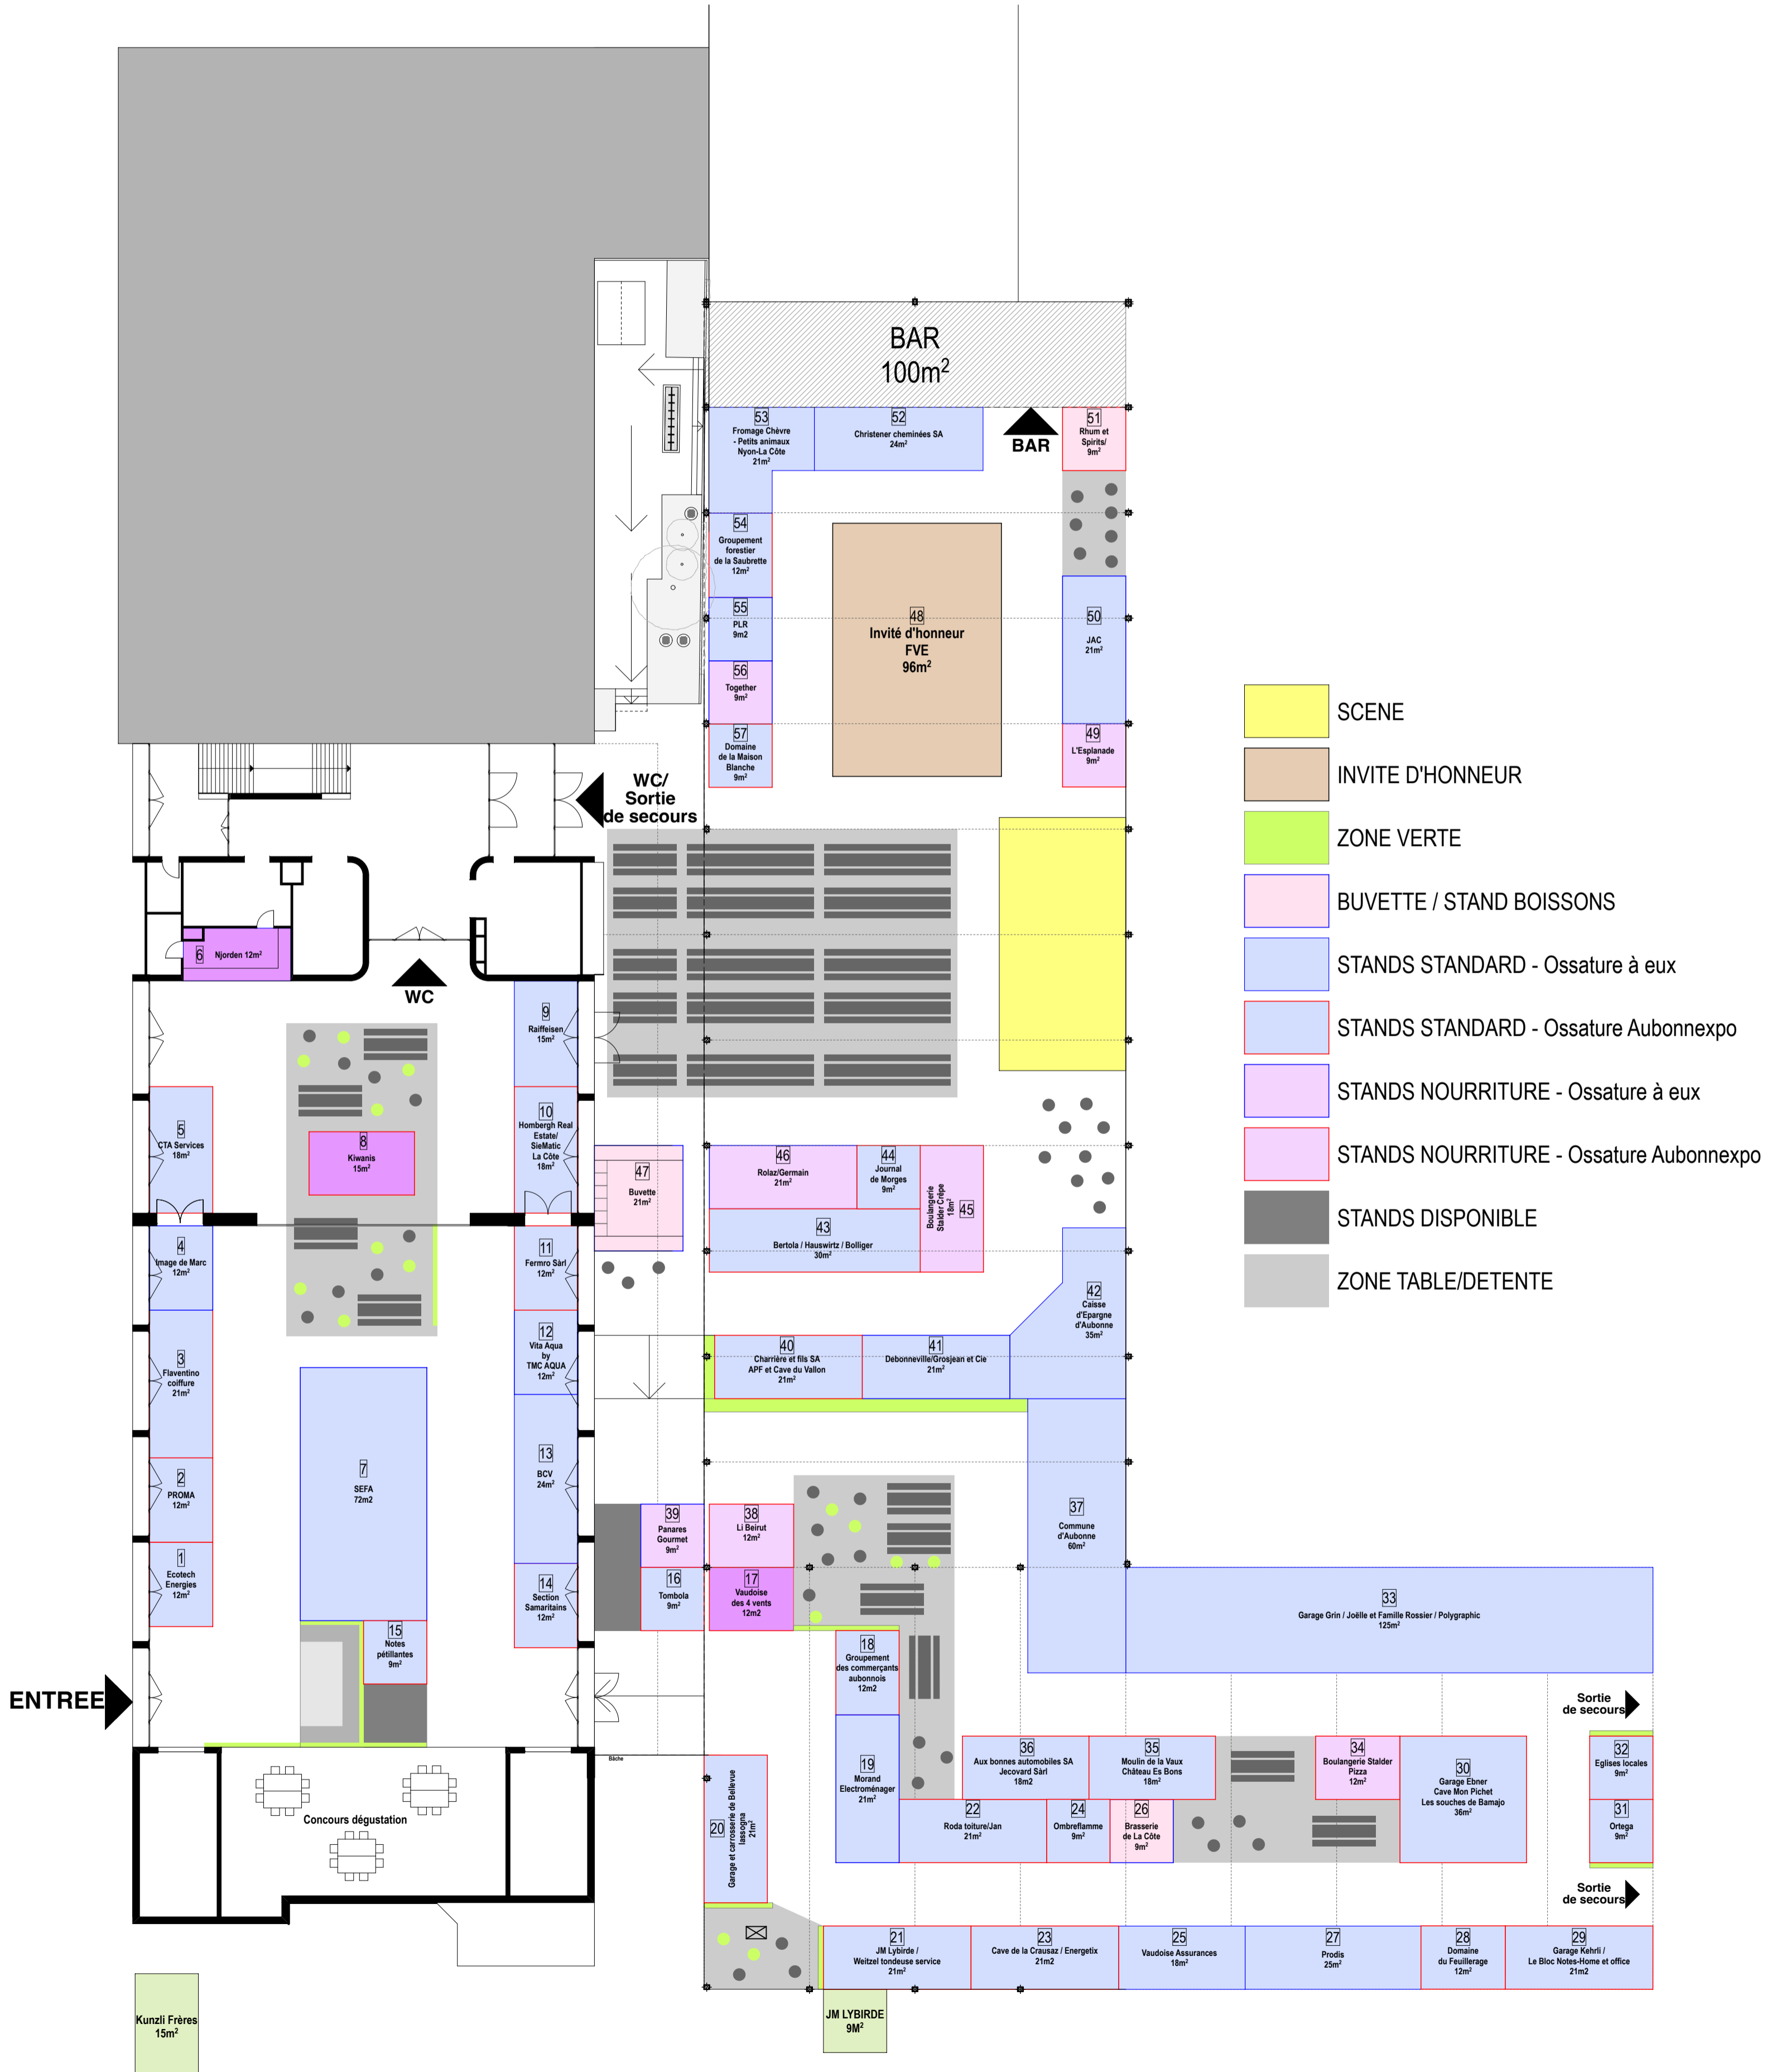 BAR
100m²
53
Fromage Chèvre
- Petits animaux
Nyon-La Côte
21m²
52
Christener cheminées SA
24m²
BAR
51
Rhum et
Spirits/
9m²
54
Groupement
forestier
de la Saubrette
12m²
55
PLR
9m2
56
Together
9m²
57
Domaine
de la Maison
Blanche
9m²
48
Invité d'honneur
FVE
96m²
50
JAC
21m²
49
L'Esplanade
9m²
WC/
Sortie
de secours
SCENE
INVITE D'HONNEUR
ZONE VERTE
BUVETTE / STAND BOISSONS
STANDS STANDARD - Ossature à eux
STANDS STANDARD - Ossature Aubonnexpo
STANDS NOURRITURE - Ossature à eux
STANDS NOURRITURE - Ossature Aubonnexpo
STANDS DISPONIBLE
ZONE TABLE/DETENTE
6
Njorden 12m²
WC
9
Raiffeisen
15m²
5
CTA Services
18m²
8
Kiwanis
15m²
10
Hombergh Real
Estate/
SieMatic
La Côte
18m²
47
Buvette
21m²
46
Rolaz/Germain
21m²
44
Journal
de Morges
9m²
Boulangerie
Stalder Crêpe
18m²
45
43
Bertola / Hauswirtz / Bolliger
30m²
4
Image de Marc
12m²
11
Fermro Sàrl
12m²
42
Caisse
d'Epargne
d'Aubonne
35m²
3
Flaventino
coiffure
21m²
12
Vita Aqua
by
TMC AQUA
12m²
40
Charrière et fils SA
APF et Cave du Vallon
21m²
41
Debonneville/Grosjean et Cie
21m²
2
PROMA
12m²
7
SEFA
72m2
13
BCV
24m²
39
Panares
Gourmet
9m²
38
Li Beirut
12m²
37
Commune
d'Aubonne
60m²
1
Ecotech
Energies
12m²
14
Section
Samaritains
12m²
16
Tombola
9m²
17
Vaudoise
des 4 vents
12m2
33
Garage Grin / Joëlle et Famille Rossier / Polygraphic
125m²
15
Notes
pétillantes
9m²
18
Groupement
des commerçants
aubonnois
12m2
ENTREE
Sortie
de secours
Bâche
20
Garage et carrosserie de Bellevue
Iassogna
21m²
19
Morand
Electroménager
21m²
36
Aux bonnes automobiles SA
Jecovard Sàrl
18m2
35
Moulin de la Vaux
Château Es Bons
18m²
34
Boulangerie Stalder
Pizza
12m²
30
Garage Ebner
Cave Mon Pichet
Les souches de Bamajo
36m²
32
Eglises locales
9m²
22
Roda toiture/Jan
21m²
24
Ombreflamme
9m²
26
Brasserie
de La Côte
9m²
31
Ortega
9m²
Concours dégustation
Sortie
de secours
21
JM Lybirde /
Weitzel tondeuse service
21m²
23
Cave de la Crausaz / Energetix
21m2
25
Vaudoise Assurances
18m²
27
Prodis
25m²
28
Domaine
du Feuillerage
12m²
29
Garage Kehrli /
Le Bloc Notes-Home et office
21m2
Kunzli Frères
15m²
JM LYBIRDE
9M²